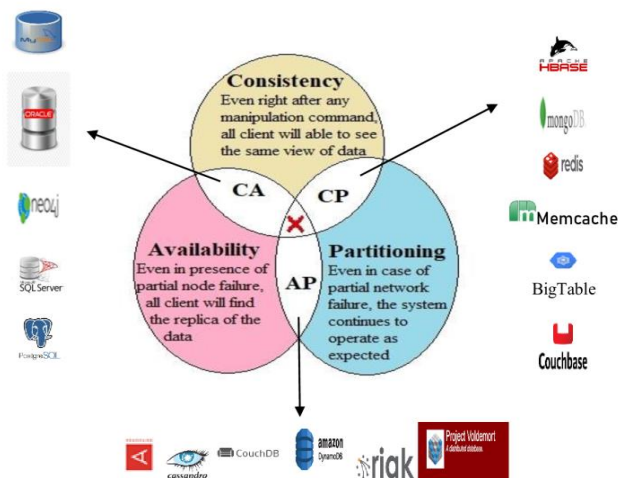 MySQL
ORACLE
neo4j
SQL Server
PostgreSQL
Consistency
Even right after any
manipulation command,
all client will able to see
the same view of data
CA
CP
Availability
Even in presence of
partial node failure,
all client will find
the replica of the
data
AP
Partitioning
Even in case of
partial network
failure, the system
continues to
operate as
expected
APACHE
HBASE
mongoDB
redis
Memcache
BigTable
Couchbase
cassandra
CouchDB
amazon
DynamoDB
riak
Project Voldemort
A distributed database.